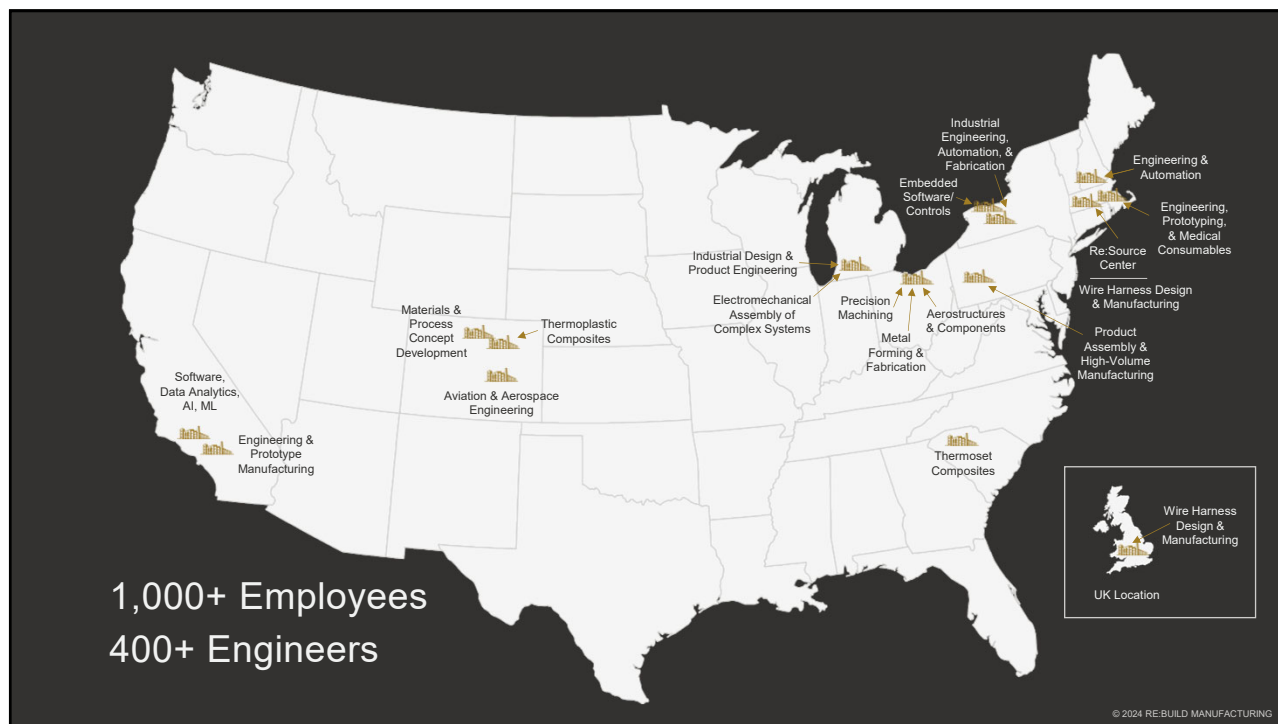 Industrial
Engineering,
Automation, &
Fabrication
Embedded
Software/
Controls
Engineering &
Automation
Engineering,
Prototyping,
& Medical
Consumables
Re:Source
Center
Wire Harness Design
& Manufacturing
Industrial Design &
Product Engineering
Electromechanical
Assembly of
Complex Systems
Precision
Machining
Metal
Forming &
Fabrication
Aerostructures
& Components
Product
Assembly &
High-Volume
Manufacturing
Materials &
Process
Concept
Development
Thermoplastic
Composites
Aviation & Aerospace
Engineering
Software,
Data Analytics,
AI, ML
Engineering &
Prototype
Manufacturing
Thermoset
Composites
Wire Harness
Design &
Manufacturing
UK Location
1,000+ Employees
400+ Engineers
© 2024 RE:BUILD MANUFACTURING